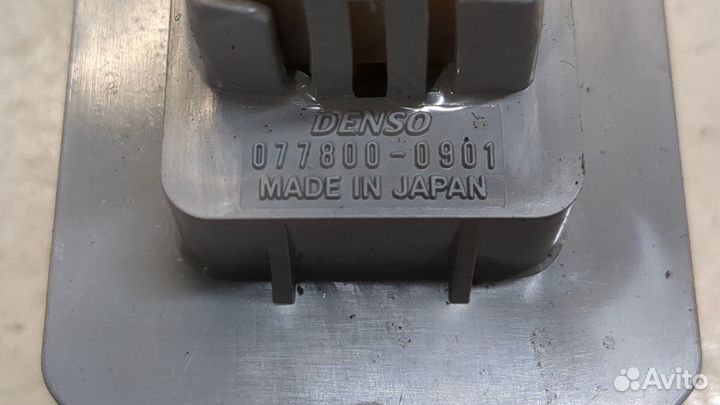 DENSO
077800-0901
MADE IN JAPAN
Avito